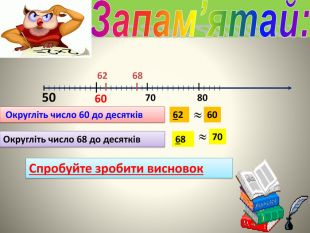 Запам'ятай:
62 68
50 60 70 80
Округліть число 60 до десятків 62 ≈ 60
Округліть число 68 до десятків 68 ≈ 70
Спробуйте зробити висновок